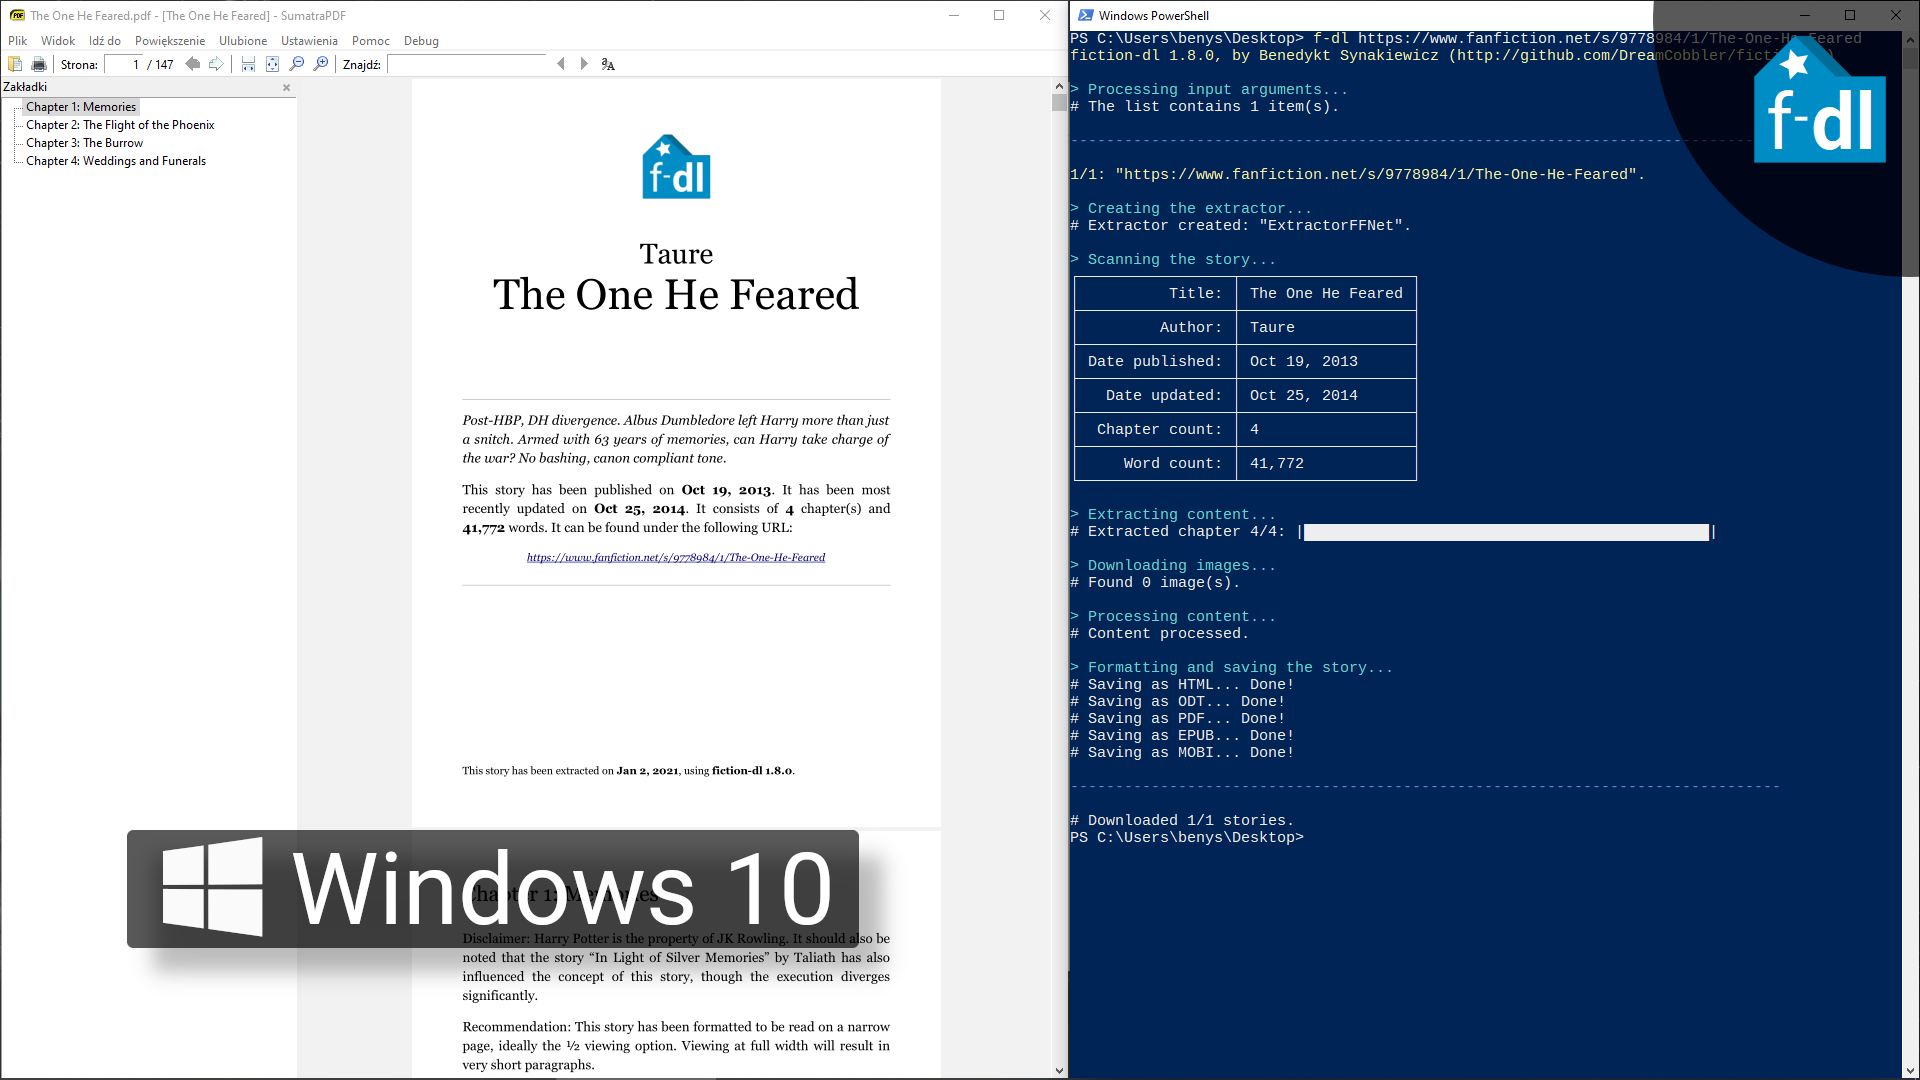 The One He Feared.pdf - [The One He Feared] - SumatraPDF
Plik Widok Idź do Powiększenie Ulubione Ustawienia Pomoc Debug
Strona: 1 / 147 Znajdź:
Zakładki
Chapter 1: Memories
Chapter 2: The Flight of the Phoenix
Chapter 3: The Burrow
Chapter 4: Weddings and Funerals
f-dl
Taure
The One He Feared
Post-HBP, DH divergence. Albus Dumbledore left Harry more than just
a snitch. Armed with 63 years of memories, can Harry take charge of
the war? No bashing, canon compliant tone.
This story has been published on Oct 19, 2013. It has been most
recently updated on Oct 25, 2014. It consists of 4 chapter(s) and
41,772 words. It can be found under the following URL:
https://www.fanfiction.net/s/9778984/1/The-One-He-Feared
This story has been extracted on Jan 2, 2021, using fiction-dl 1.8.0.
Windows 10
Chapter 1: Memories
Disclaimer: Harry Potter is the property of JK Rowling. It should also be
noted that the story “In Light of Silver Memories” by Taliath has also
influenced the concept of this story, though the execution diverges
significantly.
Recommendation: This story has been formatted to be read on a narrow
page, ideally the ½ viewing option. Viewing at full width will result in
very short paragraphs.
Windows PowerShell
PS C:\Users\benys\Desktop> f-dl https://www.fanfiction.net/s/9778984/1/The-One-He-Feared
fiction-dl 1.8.0, by Benedykt Synakiewicz (http://github.com/DreamCobbler/fiction-dl)
f-dl
> Processing input arguments...
# The list contains 1 item(s).
1/1: "https://www.fanfiction.net/s/9778984/1/The-One-He-Feared".
> Creating the extractor...
# Extractor created: "ExtractorFFNet".
> Scanning the story...
Title: The One He Feared
Author: Taure
Date published: Oct 19, 2013
Date updated: Oct 25, 2014
Chapter count: 4
Word count: 41,772
> Extracting content...
# Extracted chapter 4/4: | |
> Downloading images...
# Found 0 image(s).
> Processing content...
# Content processed.
> Formatting and saving the story...
# Saving as HTML... Done!
# Saving as ODT... Done!
# Saving as PDF... Done!
# Saving as EPUB... Done!
# Saving as MOBI... Done!
# Downloaded 1/1 stories.
PS C:\Users\benys\Desktop>